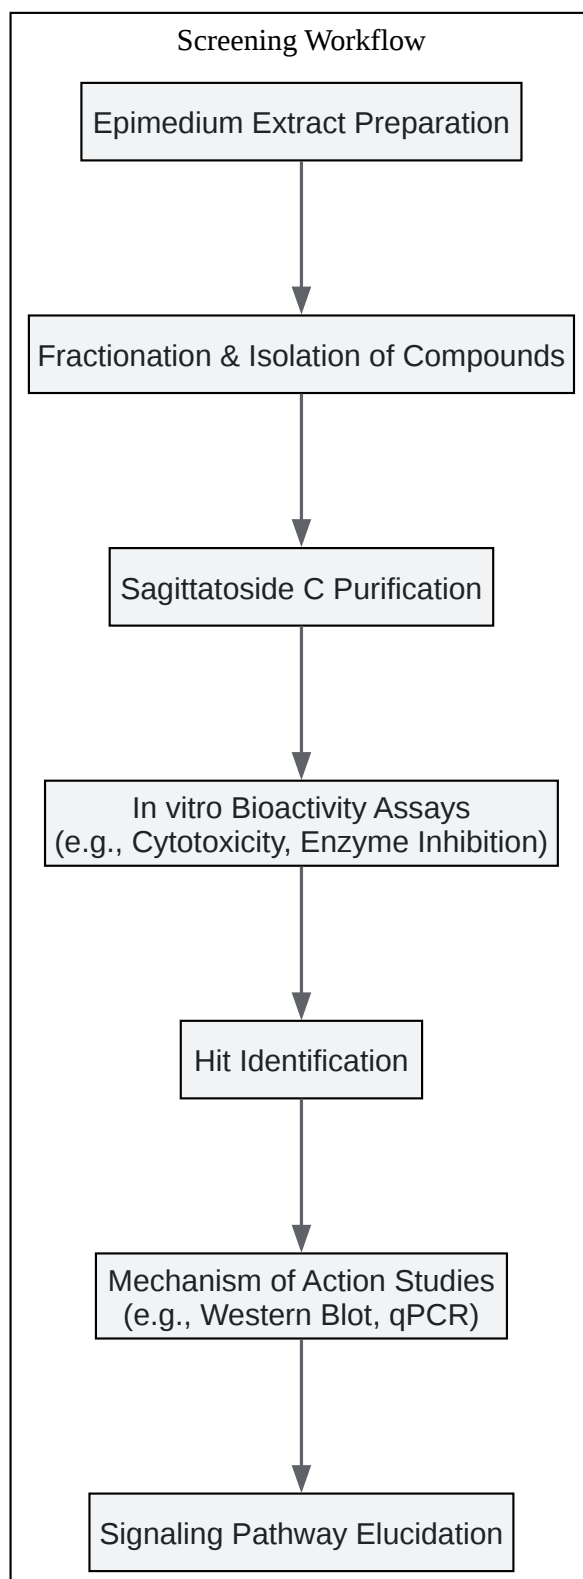 Screening Workflow
Epimedium Extract Preparation
Fractionation & Isolation of Compounds
Sagittatoside C Purification
In vitro Bioactivity Assays
(e.g., Cytotoxicity, Enzyme Inhibition)
Hit Identification
Mechanism of Action Studies
(e.g., Western Blot, qPCR)
Signaling Pathway Elucidation